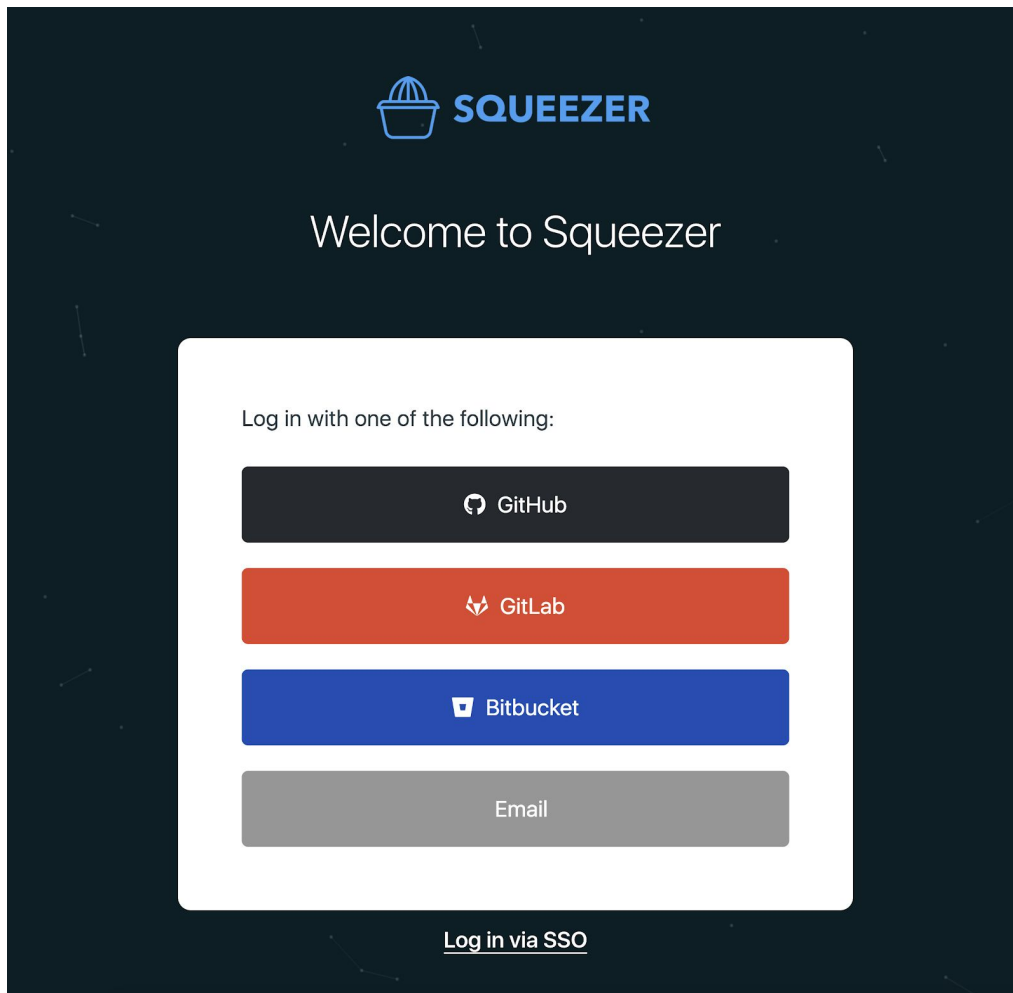 SQUEEZER
Welcome to Squeezer
Log in with one of the following:
GitHub
GitLab
Bitbucket
Email
Log in via SSO